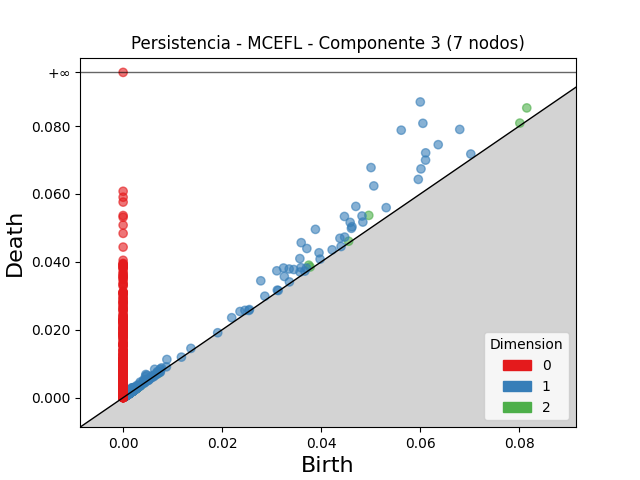 Persistencia - MCEFL - Componente 3 (7 nodos)
+∞
0.080
0.060
0.040
0.020
0.000
Death
0.00 0.02 0.04 0.06 0.08
Birth
Dimension
0
1
2